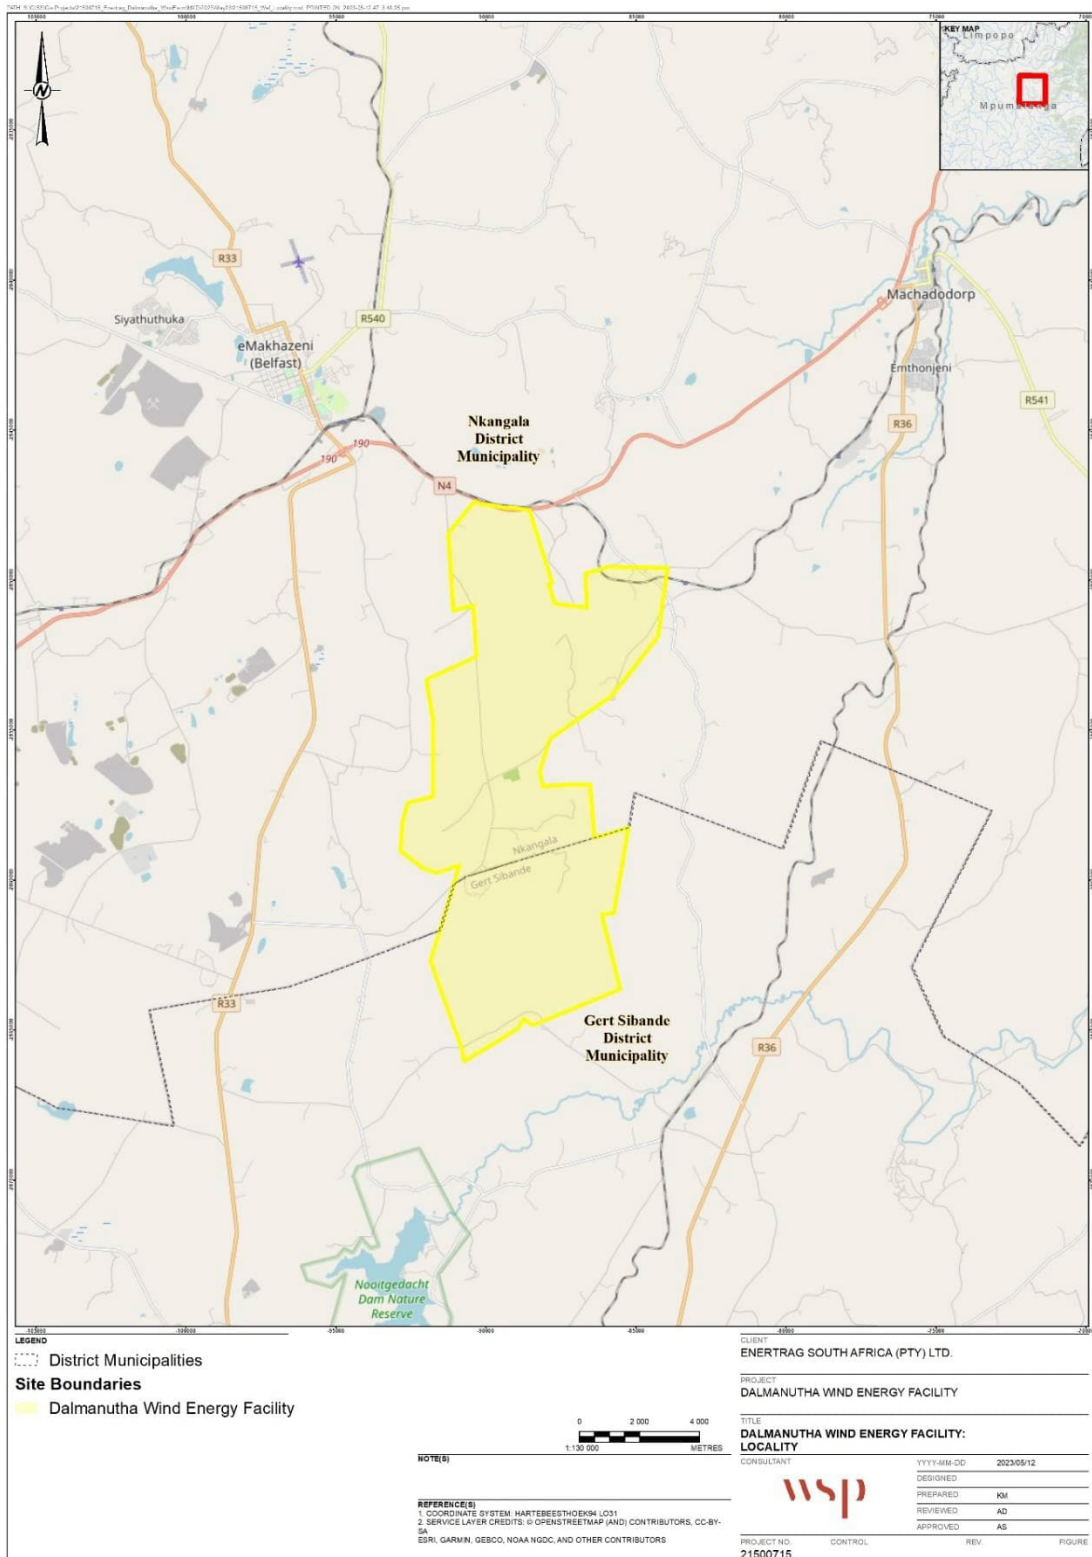 KEY MAP
Limpopo
Mpumalanga
N
R33
Siyathuthuka
eMakhazeni
(Belfast)
R540
Machadodorp
Emthonjeni
R541
R36
190
190
N4
Nkangala
District
Municipality
Nkangala
Gert Sibande
R33
Gert Sibande
District
Municipality
R36
Nooitgedacht
Dam Nature
Reserve
LEGEND
District Municipalities
Site Boundaries
Dalmanutha Wind Energy Facility
0 2 000 4 000
1:130 000 METRES
NOTE(S)
REFERENCE(S)
1. COORDINATE SYSTEM: HARTEBEESTHOEK94 LO31
2. SERVICE LAYER CREDITS: © OPENSTREETMAP (AND) CONTRIBUTORS, CC-BY-
SA
ESRI, GARMIN, GEBCO, NOAA NGDC, AND OTHER CONTRIBUTORS
CLIENT
ENERTRAG SOUTH AFRICA (PTY) LTD.
PROJECT
DALMANUTHA WIND ENERGY FACILITY
TITLE
DALMANUTHA WIND ENERGY FACILITY:
LOCALITY
CONSULTANT
wsp
YYYY-MM-DD 2023/05/12
DESIGNED
PREPARED KM
REVIEWED AD
APPROVED AS
PROJECT NO. CONTROL REV. FIGURE
21500715